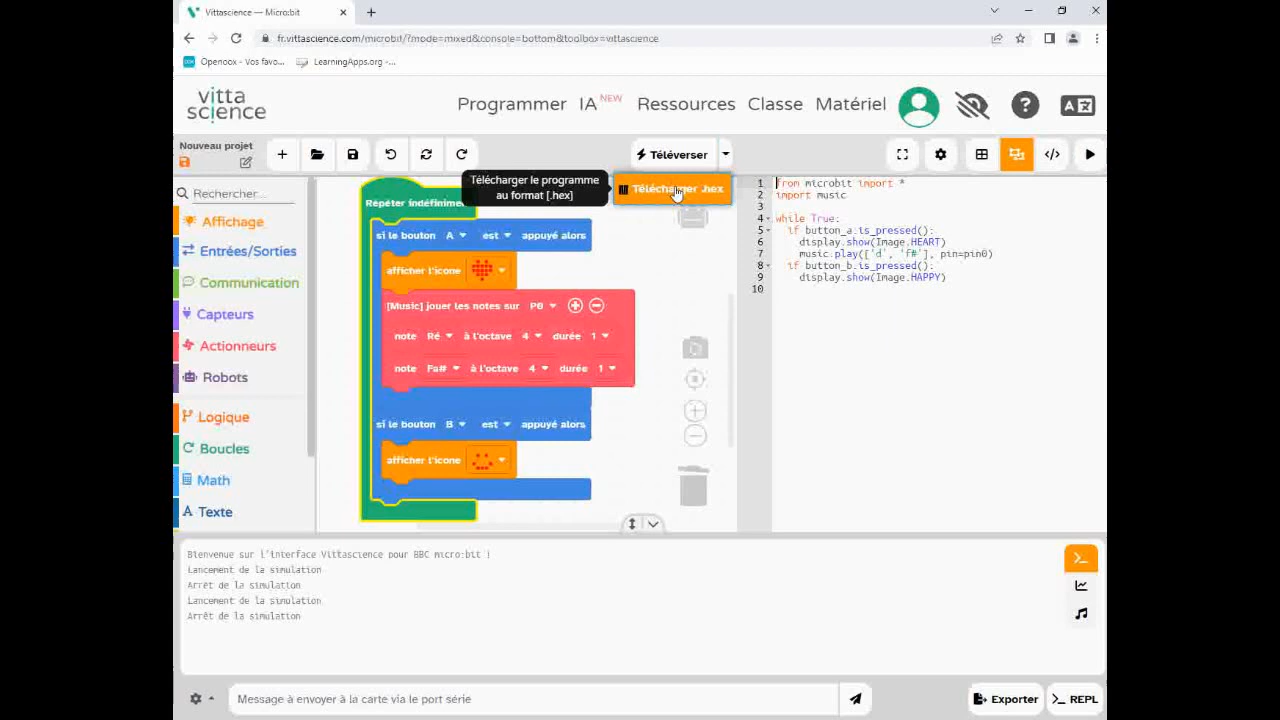 Vittascience — Micro:bit
fr.vittascience.com/microbit/?mode=mixed&console=bottom&toolbox=vittascience
Openoox - Vos favo...
LearningApps.org -...
vitta
science
Programmer
IA NEW
Ressources
Classe
Matériel
Nouveau projet
Téléverser
Télécharger le programme
au format [.hex]
Télécharger .hex
Rechercher...
Affichage
Entrées/Sorties
Communication
Capteurs
Actionneurs
Robots
Logique
Boucles
Math
Texte
Répéter indéfinime
si le bouton A est appuyé alors
afficher l'icone
[Music] jouer les notes sur P0
note Ré à l'octave 4 durée 1
note Fa# à l'octave 4 durée 1
si le bouton B est appuyé alors
afficher l'icone
1 from microbit import *
2 import music
3
4 while True:
5 if button_a.is_pressed():
6 display.show(Image.HEART)
7 music.play(['d', 'f#'], pin=pin0)
8 if button_b.is_pressed():
9 display.show(Image.HAPPY)
10
Bienvenue sur l'interface Vittascience pour BBC micro:bit !
Lancement de la simulation
Arrêt de la simulation
Lancement de la simulation
Arrêt de la simulation
Message à envoyer à la carte via le port série
Exporter
REPL